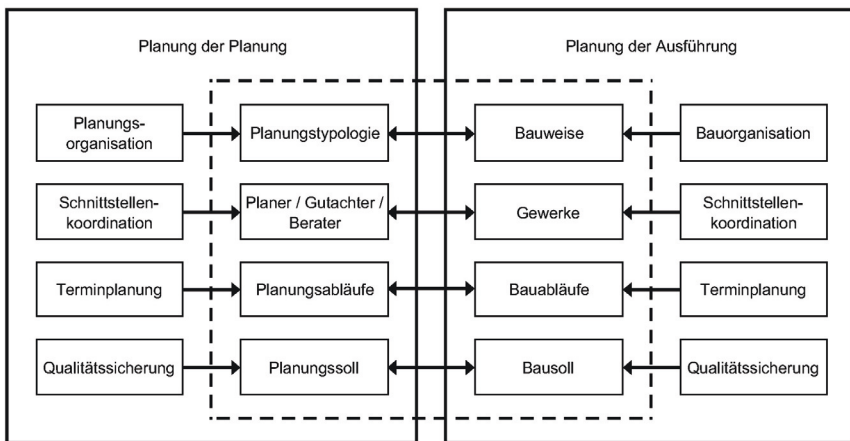 Planung der Planung
Planung der Ausführung
Planungs-
organisation
Planungstypologie
Bauweise
Bauorganisation
Schnittstellen-
koordination
Planer / Gutachter /
Berater
Gewerke
Schnittstellen-
koordination
Terminplanung
Planungsabläufe
Bauabläufe
Terminplanung
Qualitätssicherung
Planungssoll
Bausoll
Qualitätssicherung